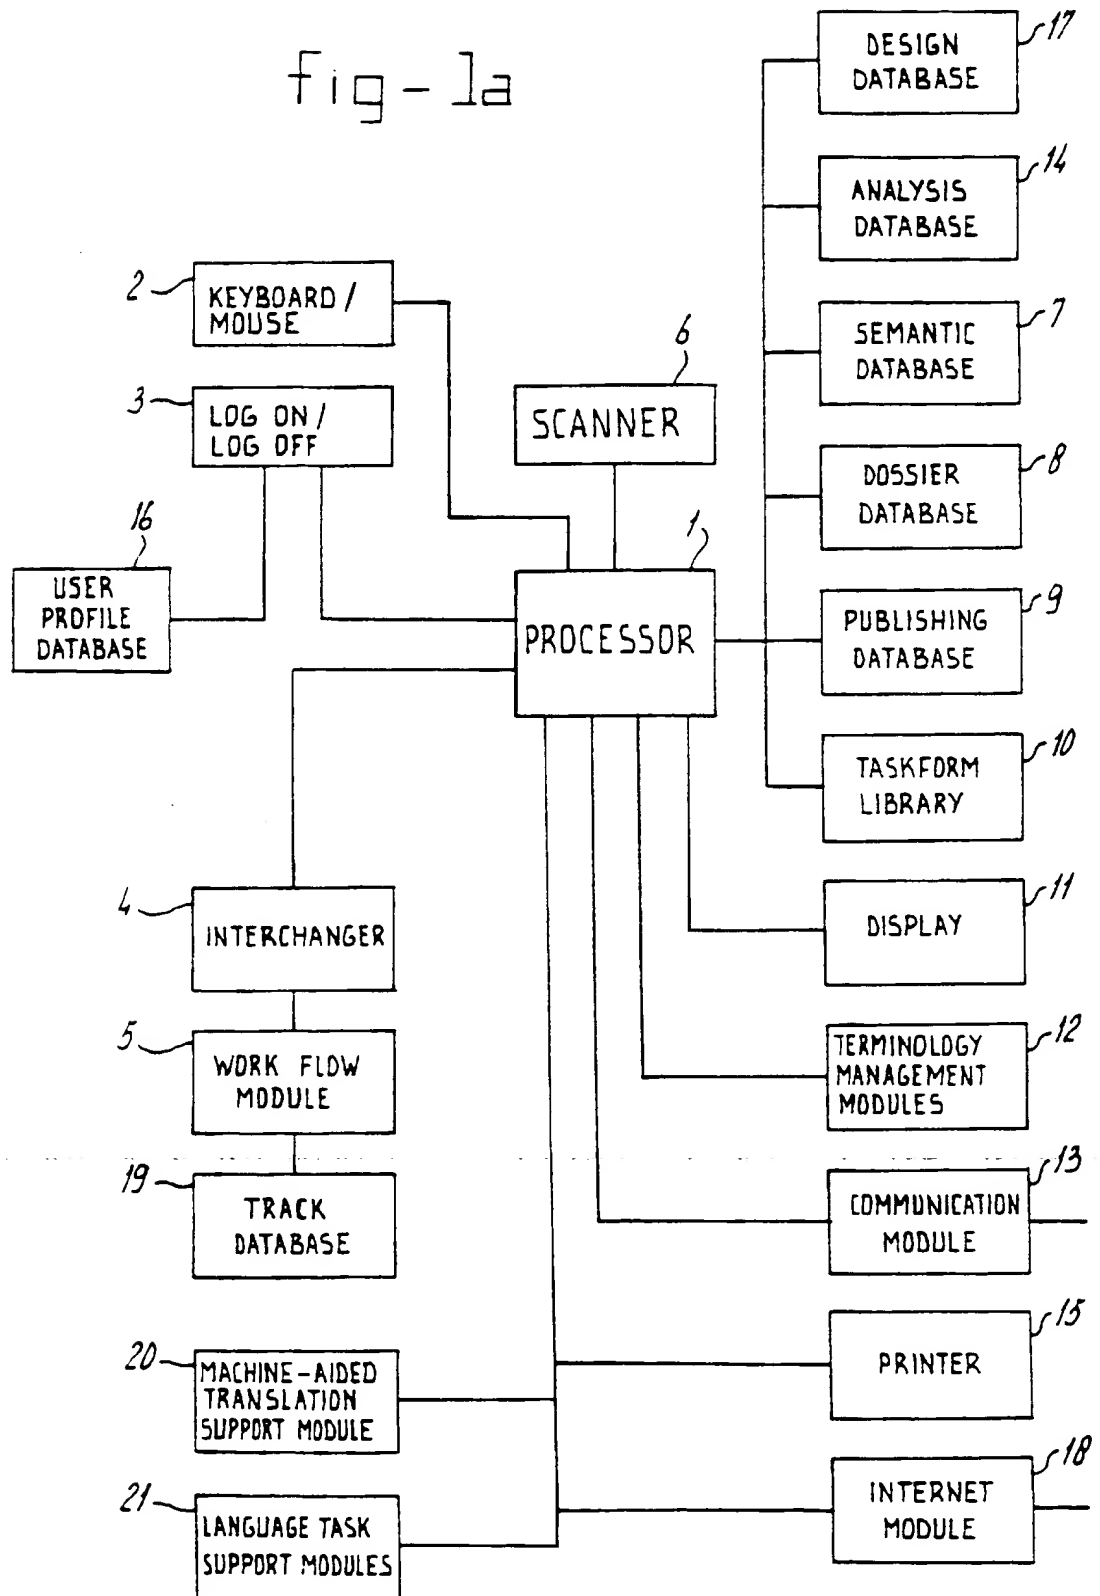 fig-1a
17
DESIGN
DATABASE
14
ANALYSIS
DATABASE
2
KEYBOARD/
MOUSE
7
SEMANTIC
DATABASE
6
SCANNER
3
LOG ON/
LOG OFF
8
DOSSIER
DATABASE
16
USER
PROFILE
DATABASE
1
PROCESSOR
9
PUBLISHING
DATABASE
10
TASKFORM
LIBRARY
4
INTERCHANGER
11
DISPLAY
5
WORK FLOW
MODULE
12
TERMINOLOGY
MANAGEMENT
MODULES
19
TRACK
DATABASE
13
COMMUNICATION
MODULE
20
MACHINE-AIDED
TRANSLATION
SUPPORT MODULE
15
PRINTER
21
LANGUAGE TASK
SUPPORT MODULES
18
INTERNET
MODULE